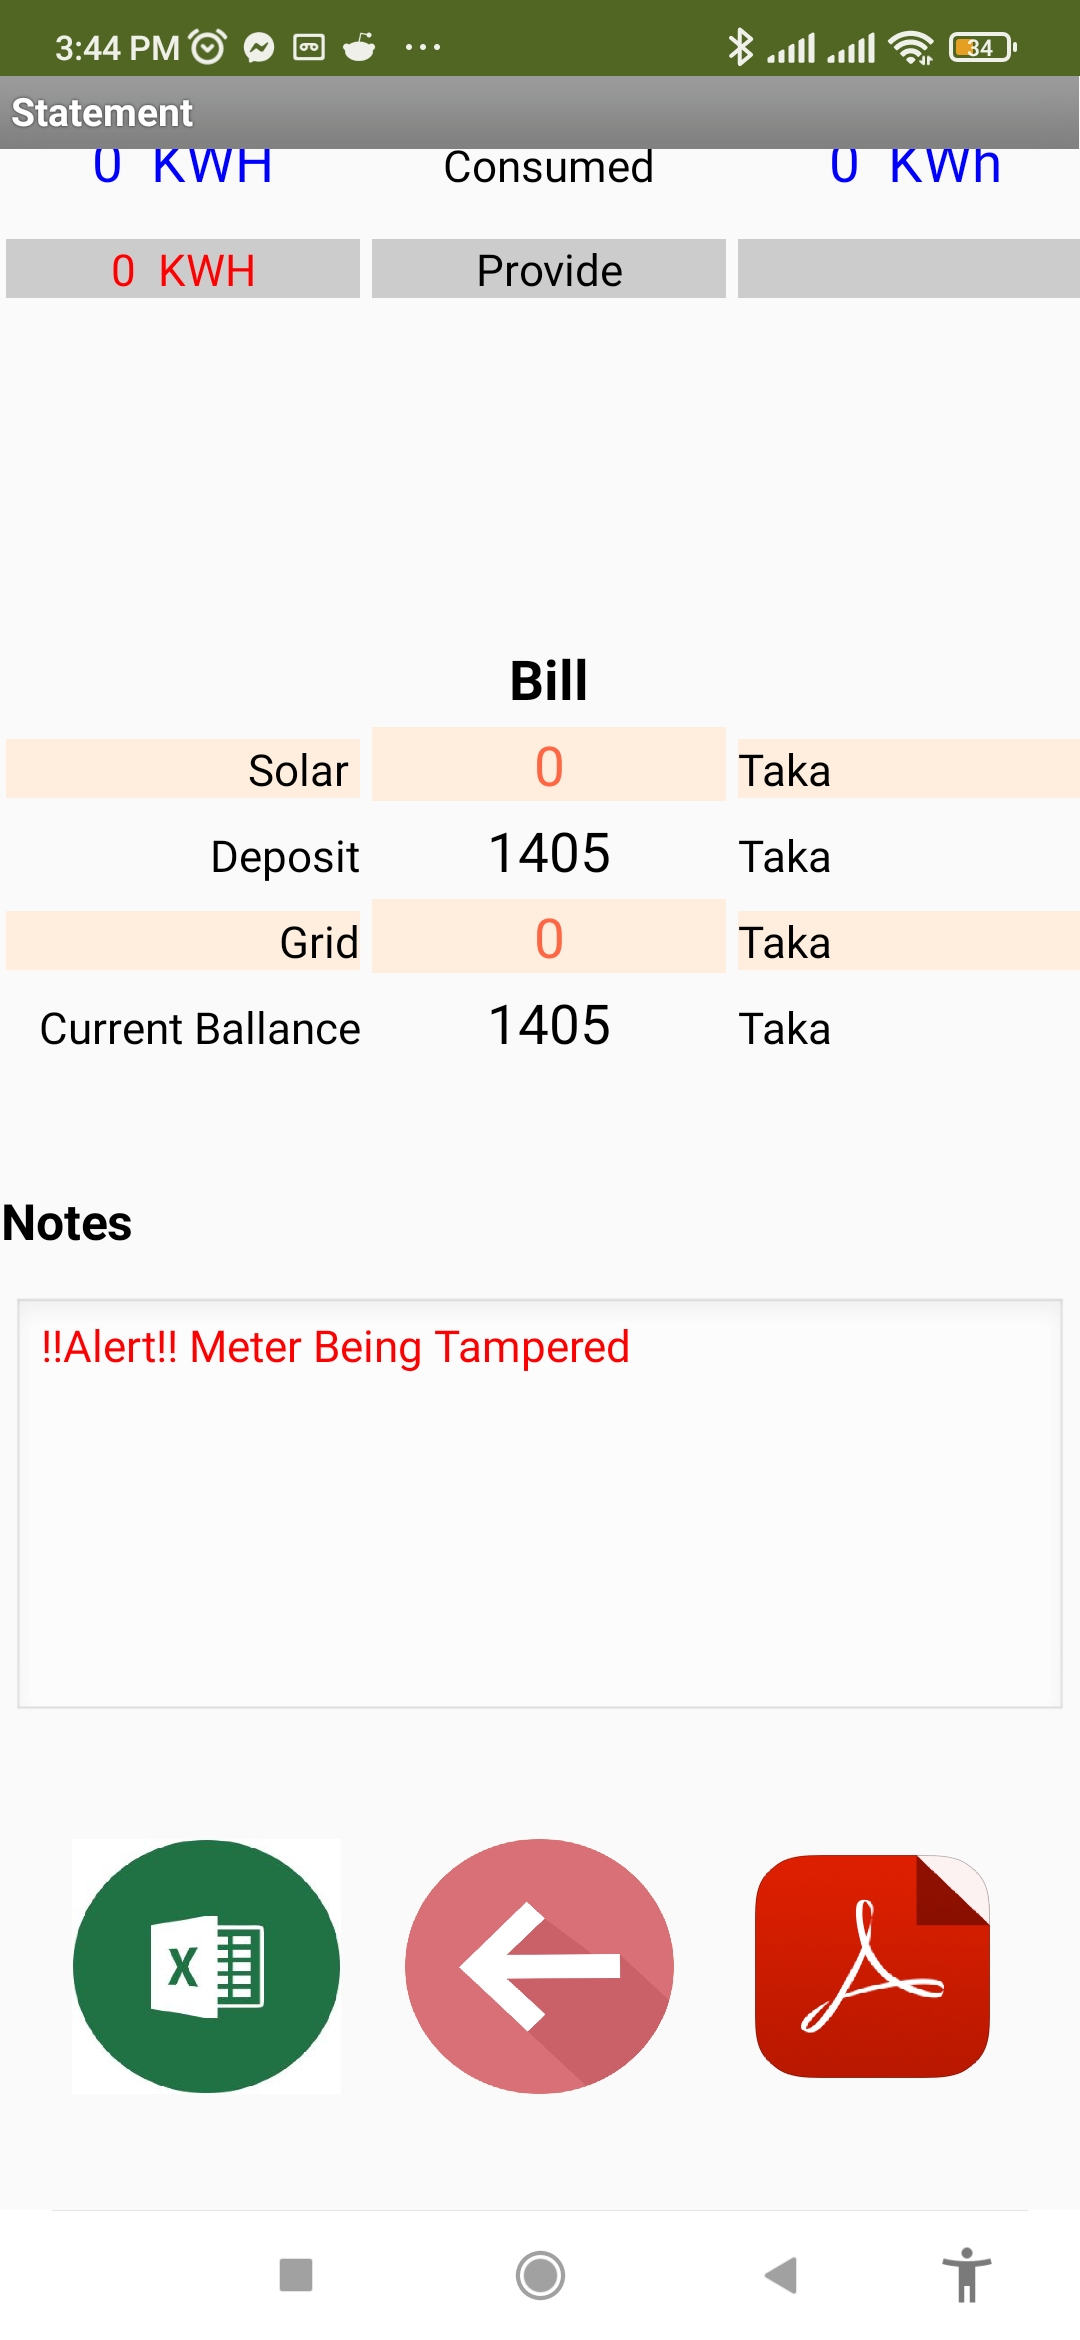 3:44 PM
34
Statement
0 KWH Consumed 0 KWh
0 KWH Provide
Bill
Solar 0 Taka
Deposit 1405 Taka
Grid 0 Taka
Current Ballance 1405 Taka
Notes
!!Alert!! Meter Being Tampered
X